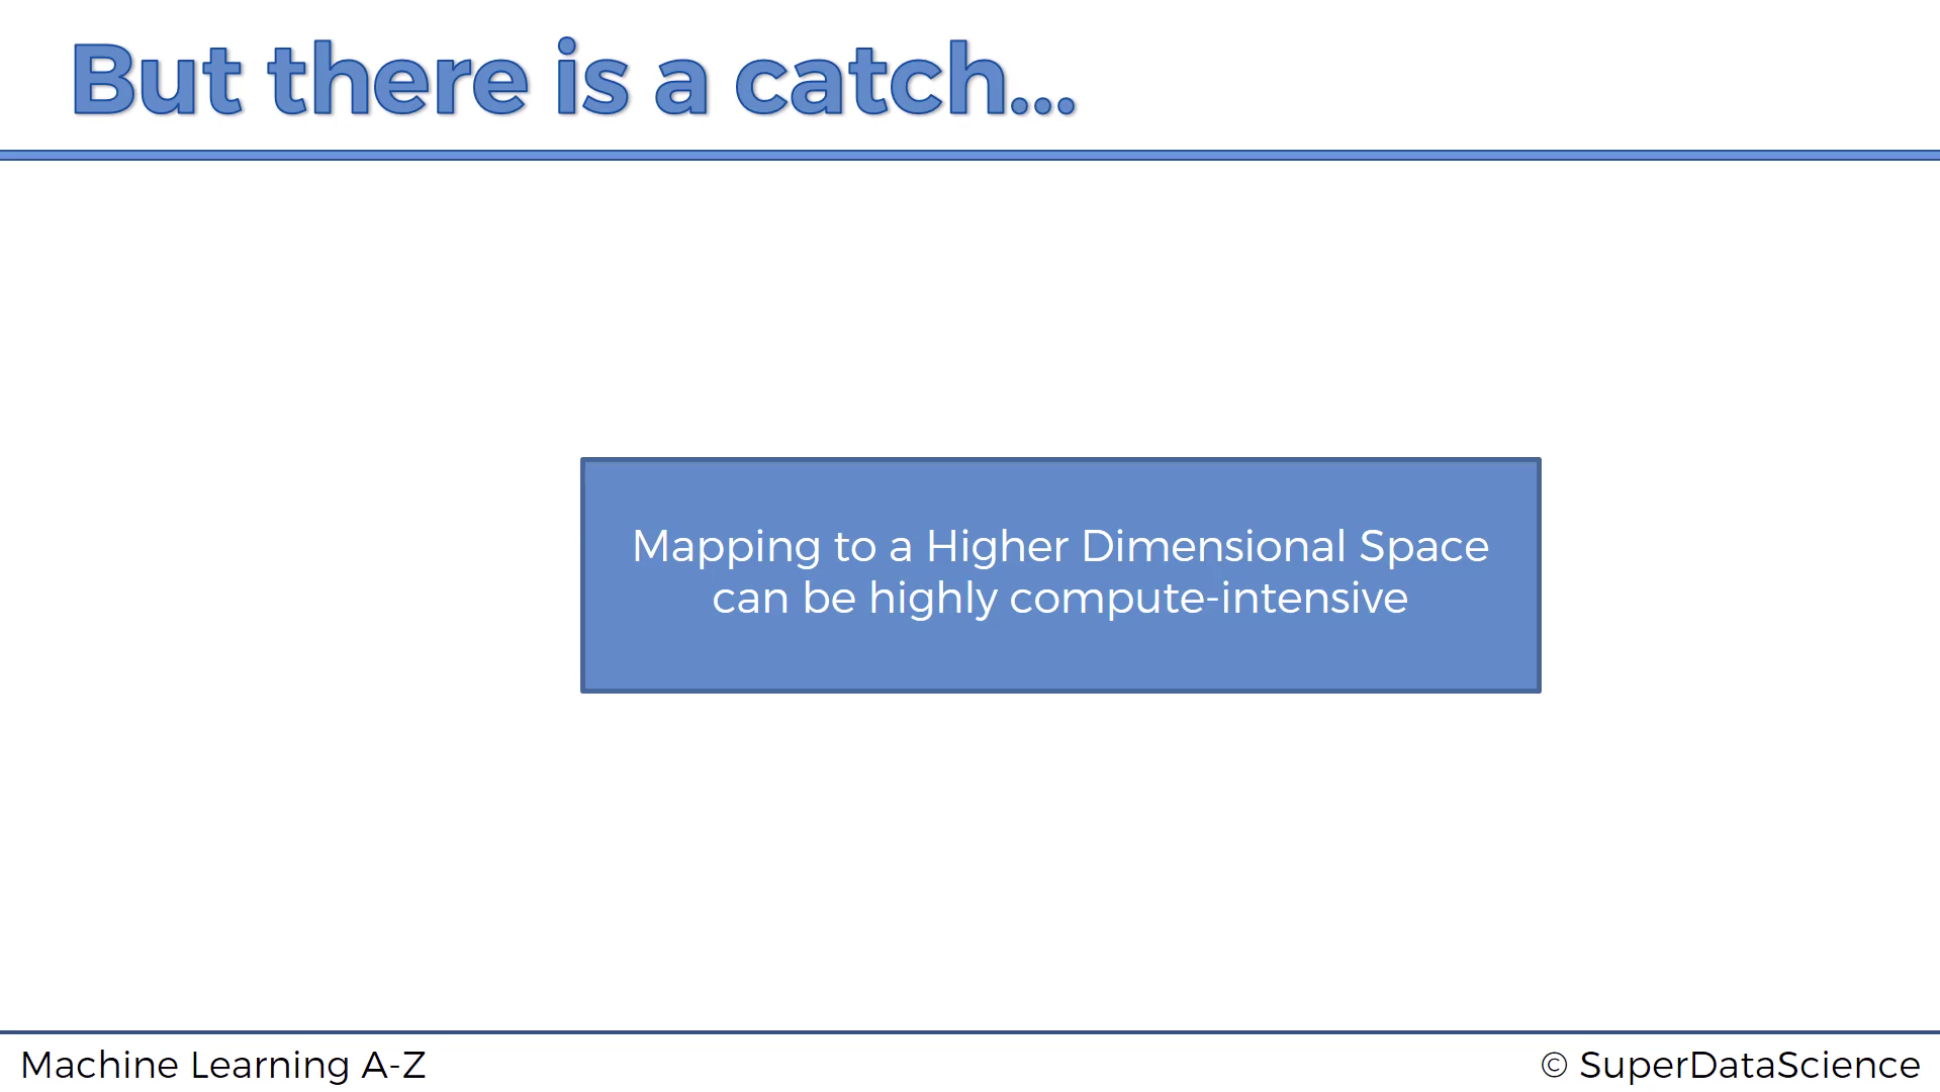 But there is a catch...
Mapping to a Higher Dimensional Space
can be highly compute-intensive
Machine Learning A-Z
© SuperDataScience